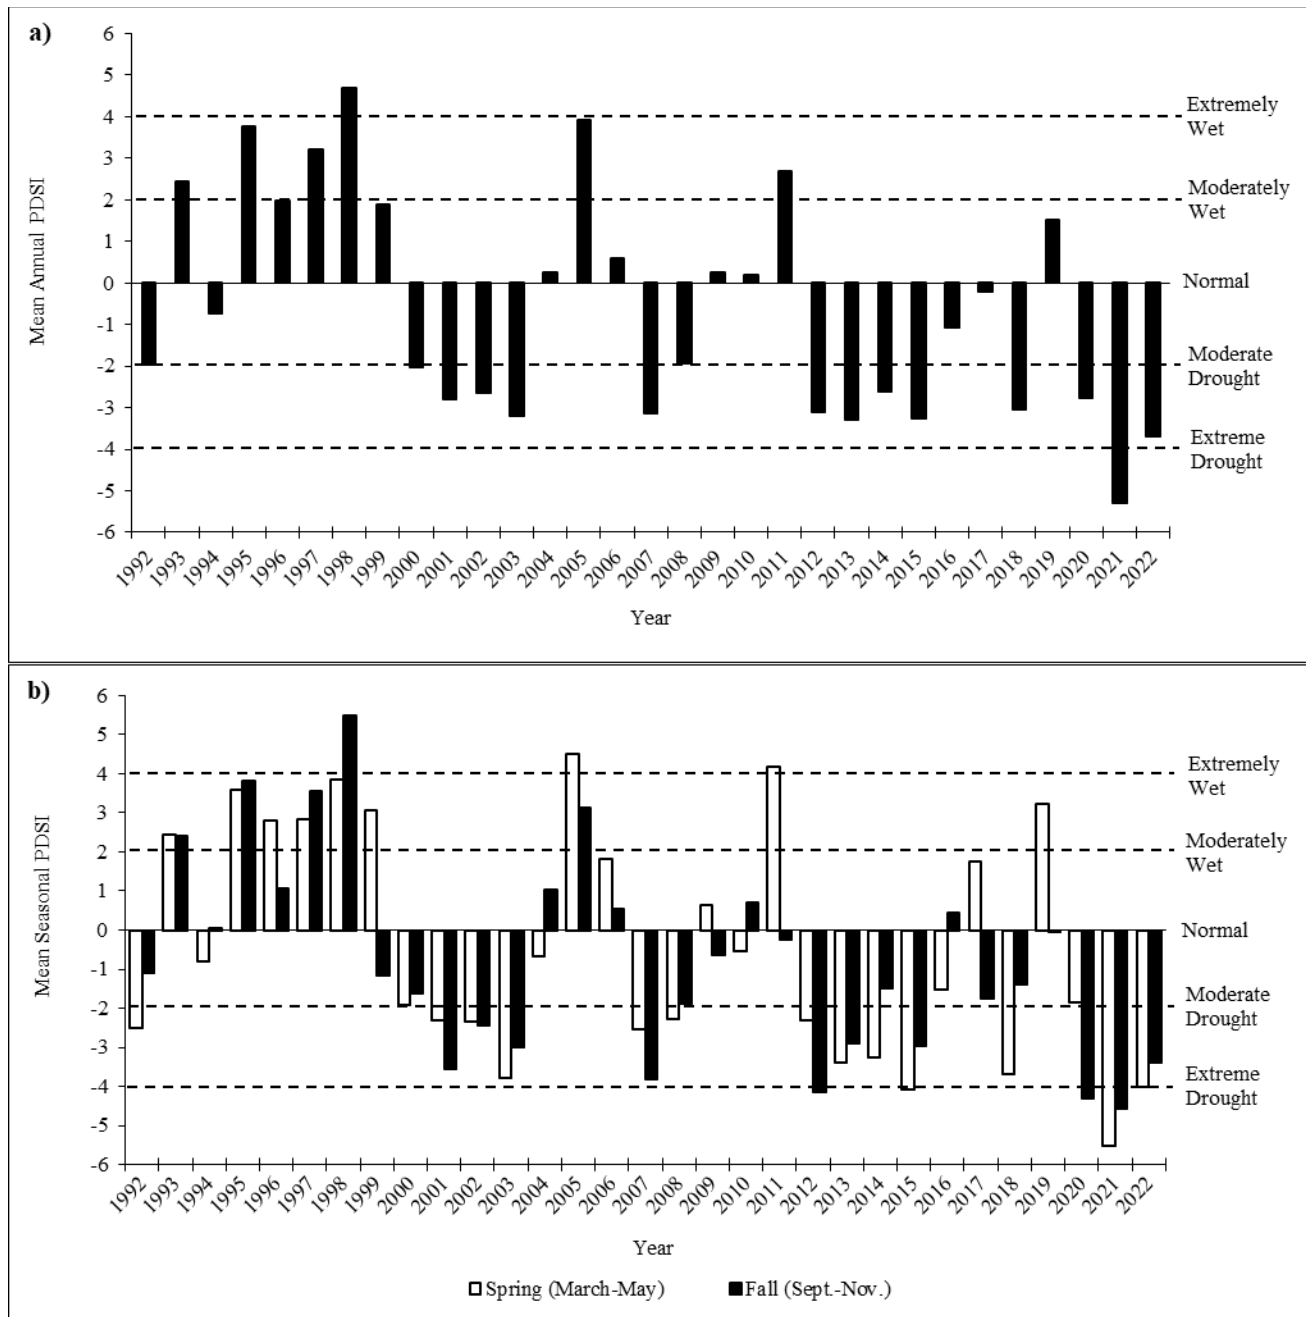 a)
6
5
4
3
2
1
0
-1
-2
-3
-4
-5
-6
Mean Annual PDSI
Extremely
Wet
Moderately
Wet
Normal
Moderate
Drought
Extreme
Drought
1992 1993 1994 1995 1996 1997 1998 1999 2000 2001 2002 2003 2004 2005 2006 2007 2008 2009 2010 2011 2012 2013 2014 2015 2016 2017 2018 2019 2020 2021 2022
Year
b)
6
5
4
3
2
1
0
-1
-2
-3
-4
-5
-6
Mean Seasonal PDSI
Extremely
Wet
Moderately
Wet
Normal
Moderate
Drought
Extreme
Drought
1992 1993 1994 1995 1996 1997 1998 1999 2000 2001 2002 2003 2004 2005 2006 2007 2008 2009 2010 2011 2012 2013 2014 2015 2016 2017 2018 2019 2020 2021 2022
Year
Spring (March-May) Fall (Sept.-Nov.)